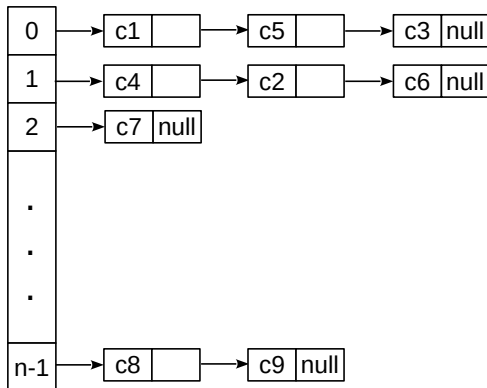 0 c1 c5 c3 null
1 c4 c2 c6 null
2 c7 null
.
.
.
n-1 c8 c9 null